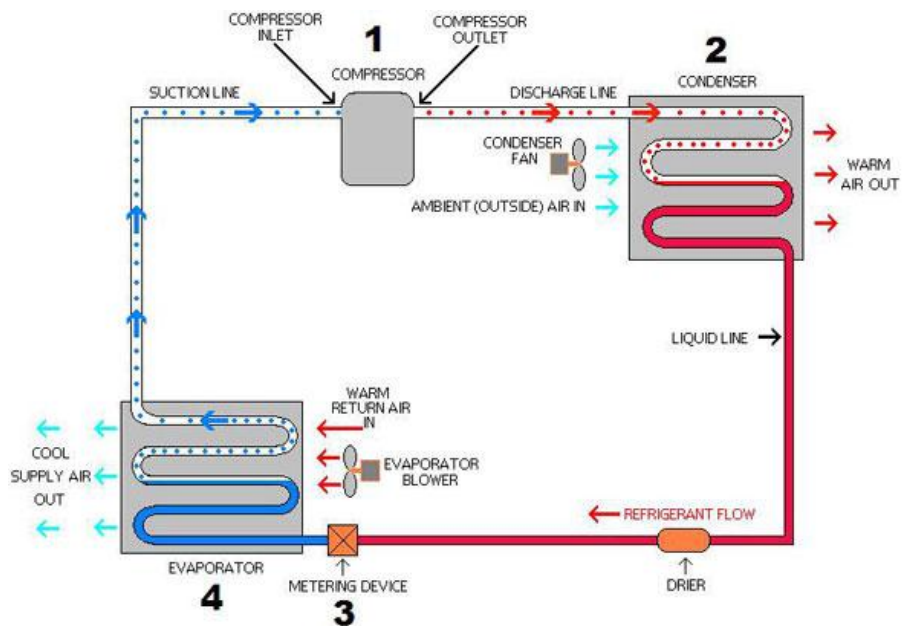 COMPRESSOR
INLET
1
COMPRESSOR
OUTLET
2
COMPRESSOR
CONDENSER
SUCTION LINE
DISCHARGE LINE
CONDENSER
FAN
WARM
AIR OUT
AMBIENT (OUTSIDE) AIR IN
LIQUID LINE
WARM
RETURN AIR
IN
COOL
SUPPLY AIR
OUT
EVAPORATOR
BLOWER
REFRIGERANT FLOW
EVAPORATOR
4
METERING DEVICE
3
DRIER